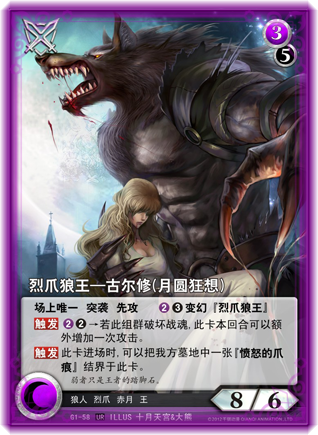 3
5
烈爪狼王—古尔修(月圆狂想)
场上唯一 突袭 先攻 ②③变幻『烈爪狼王』
触发 ②②→若此组群破坏战魂,此卡本回合可以额
外增加一次攻击。
触发 此卡进场时,可以把我方墓地中一张『愤怒的爪
痕』结界于此卡。
弱者只是王者的踏脚石。
狼人 烈爪 赤月 王
8/6
G1-58 UR ILLUS 十月天宫&大熊